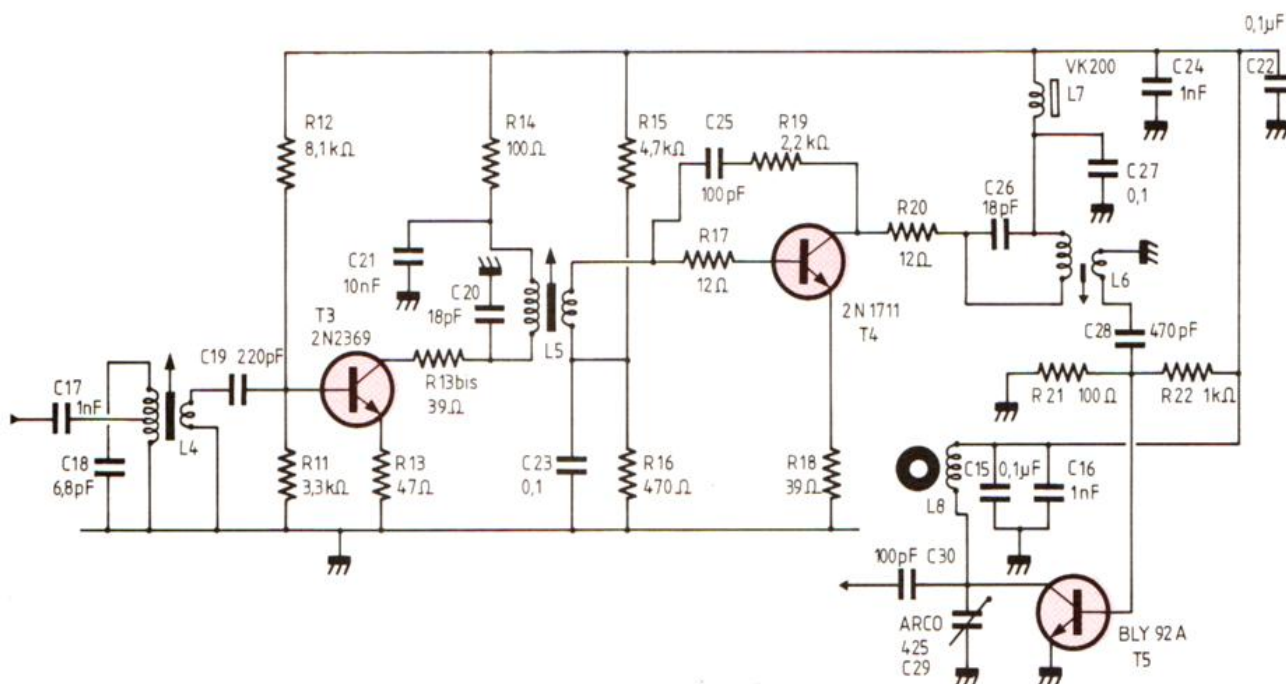 0,1µF
C22
VK200
L7
C24
1nF
R12
8,1kΩ
R14
100Ω
R15
4,7kΩ
C25
100pF
R19
2,2kΩ
C27
0,1
C26
18pF
R20
12Ω
R17
12Ω
C21
10nF
C20
18pF
L5
2N1711
T4
L6
T3
2N2369
C28
470pF
C19 220pF
R13bis
39Ω
R21
100Ω
R22
1kΩ
C17
1nF
L4
C18
6,8pF
R11
3,3kΩ
R13
47Ω
C23
0,1
R16
470Ω
R18
39Ω
L8
C15
0,1µF
C16
1nF
100pF C30
ARCO
425
C29
BLY 92A
T5